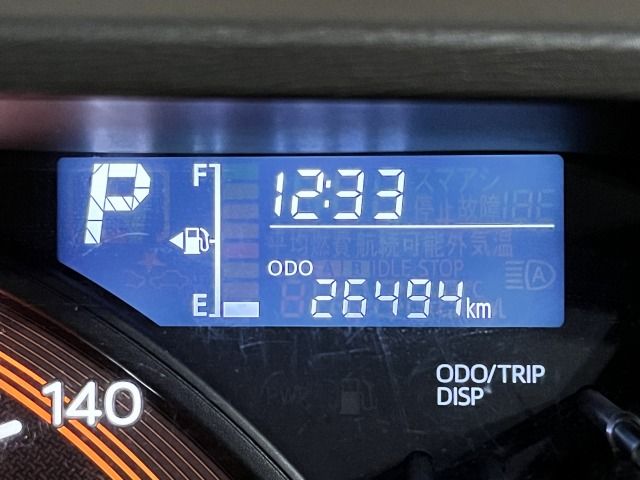 P
F
12:33
スマアシ
停止故障
平均燃費航続可能外気温
ODO
IDLE-STOP
E
26494km
ODO/TRIP
DISP
140